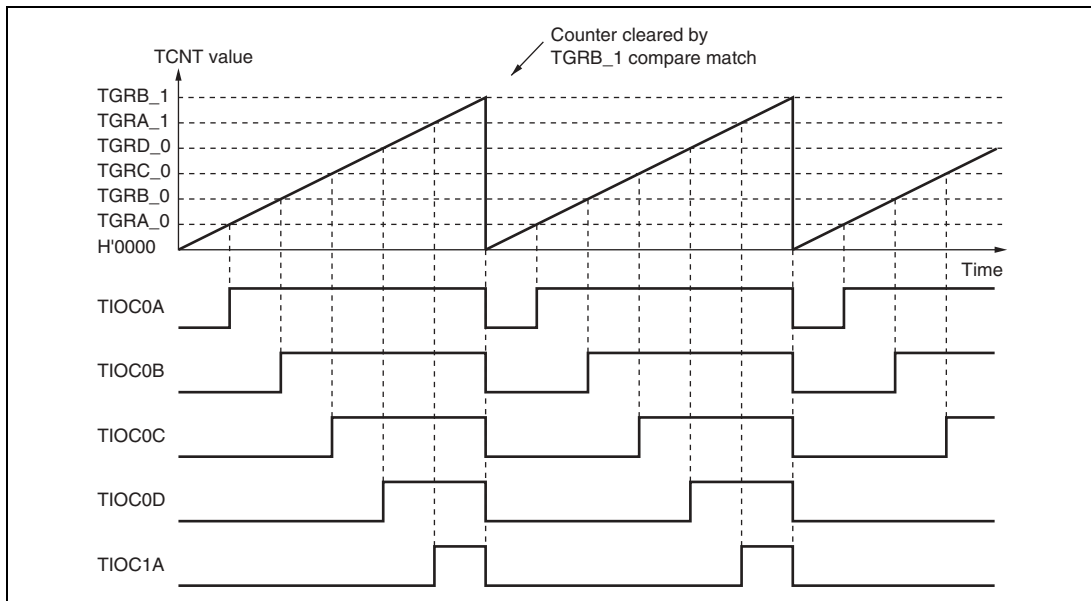 Counter cleared by
TGRB_1 compare match
TCNT value
TGRB_1
TGRA_1
TGRD_0
TGRC_0
TGRB_0
TGRA_0
H'0000
Time
TIOC0A
TIOC0B
TIOC0C
TIOC0D
TIOC1A